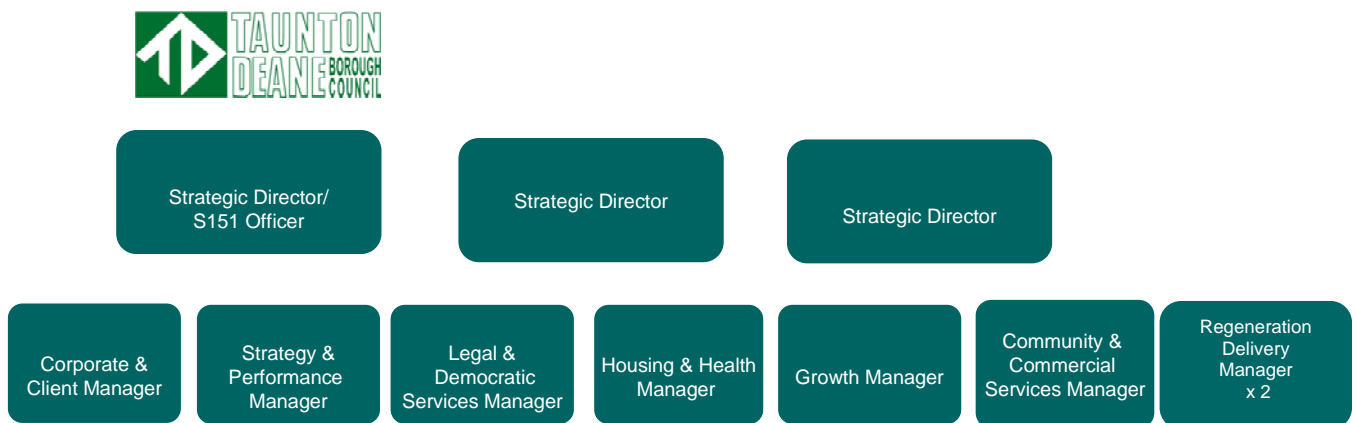 TAUNTON
DEANE BOROUGH
COUNCIL
Strategic Director/
S151 Officer
Strategic Director
Strategic Director
Corporate &
Client Manager
Strategy &
Performance
Manager
Legal &
Democratic
Services Manager
Housing & Health
Manager
Growth Manager
Community &
Commercial
Services Manager
Regeneration
Delivery
Manager
x 2